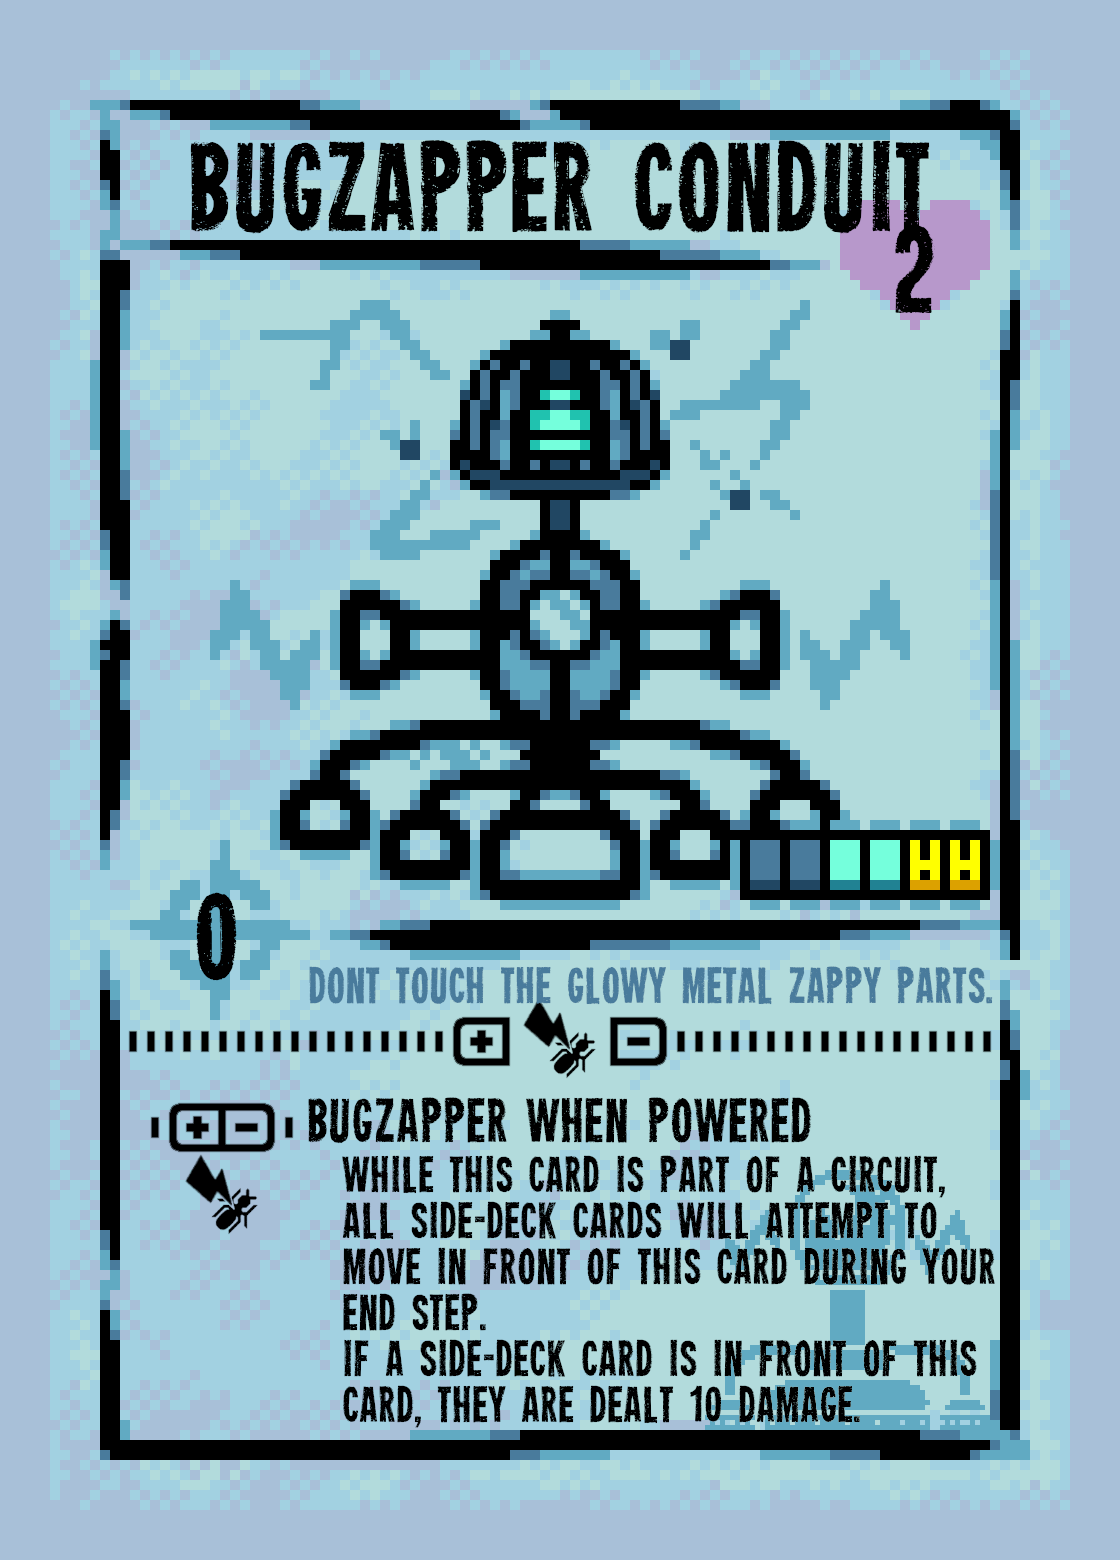 BUGZAPPER CONDUIT
2
0
DONT TOUCH THE GLOWY METAL ZAPPY PARTS.
+ -
+ - BUGZAPPER WHEN POWERED
WHILE THIS CARD IS PART OF A CIRCUIT,
ALL SIDE-DECK CARDS WILL ATTEMPT TO
MOVE IN FRONT OF THIS CARD DURING YOUR
END STEP.
IF A SIDE-DECK CARD IS IN FRONT OF THIS
CARD, THEY ARE DEALT 10 DAMAGE.